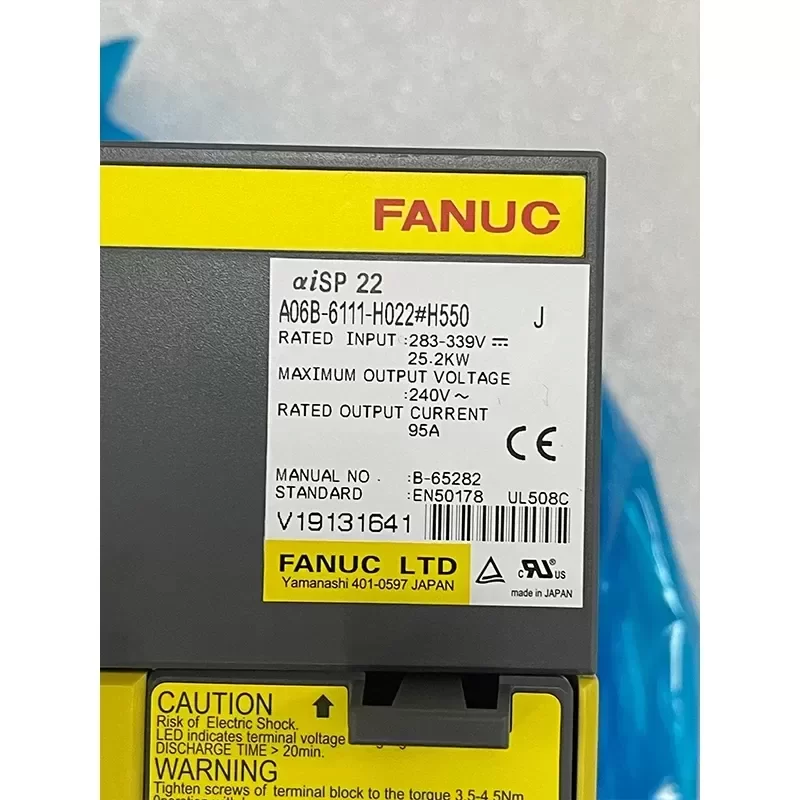 FANUC
αiSP 22
A06B-6111-H022#H550 J
RATED INPUT :283-339V ⎓
25.2KW
MAXIMUM OUTPUT VOLTAGE
:240V ~
RATED OUTPUT CURRENT
95A
CE
MANUAL NO. :B-65282
STANDARD :EN50178 UL508C
V19131641
FANUC LTD
Yamanashi 401-0597 JAPAN
c RU US
made in JAPAN
CAUTION
Risk of Electric Shock.
LED indicates terminal voltage
DISCHARGE TIME > 20min.
WARNING
Tighten screws of terminal block to the torque 3.5-4.5Nm